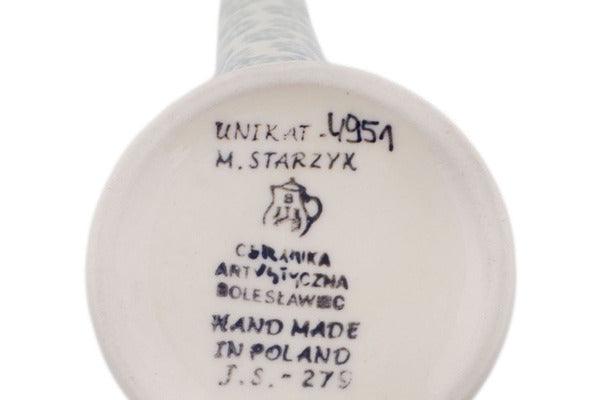 UNIKAT - 4951
M. STARZYK
B
CERAMIKA
ARTYSTYCZNA
BOLESŁAWIEC
HAND MADE
IN POLAND
J.S. - 279